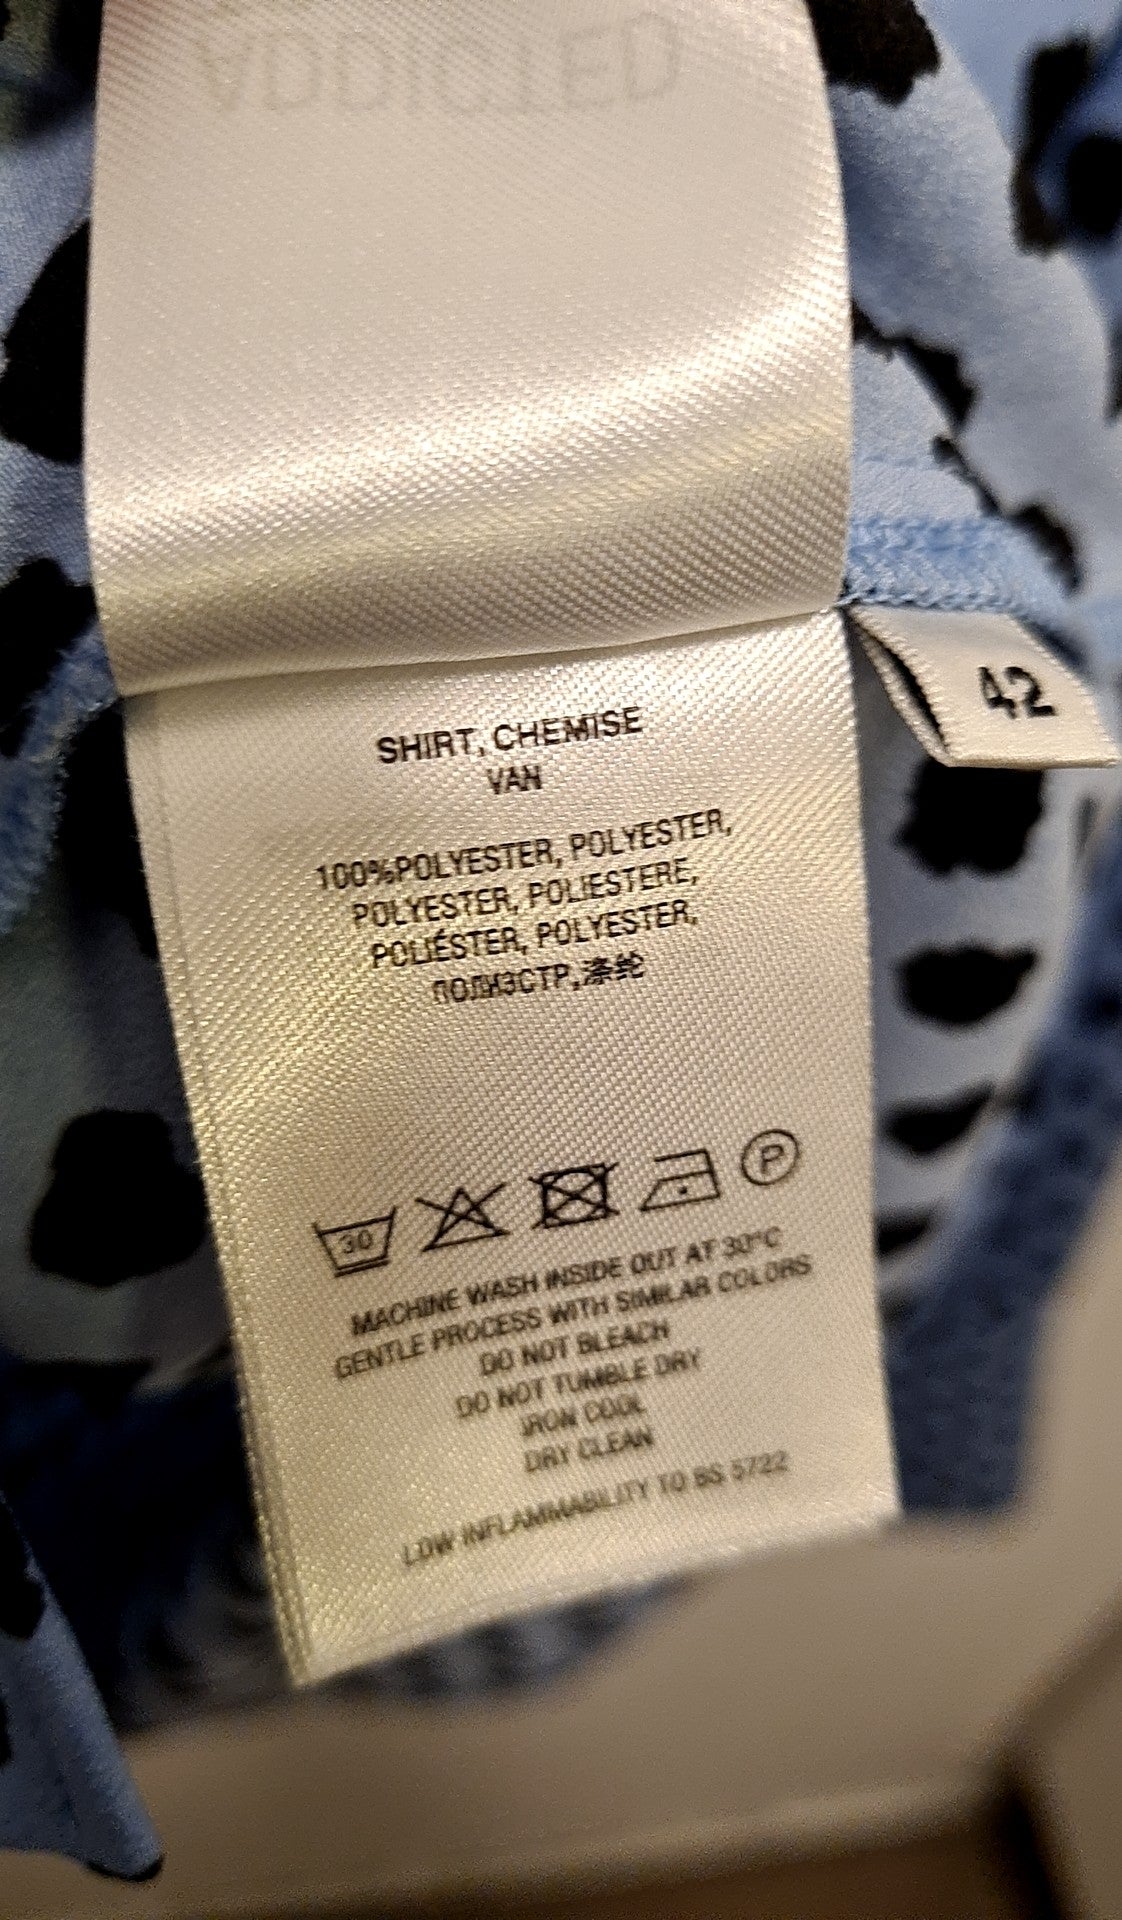 ADDICTED
42
SHIRT, CHEMISE
VAN
100%POLYESTER, POLYESTER,
POLYESTER, POLIESTERE,
POLIÉSTER, POLYESTER,
ПОЛИЭСТР,涤纶
30
P
MACHINE WASH INSIDE OUT AT 30°C
GENTLE PROCESS WITH SIMILAR COLORS
DO NOT BLEACH
DO NOT TUMBLE DRY
IRON COOL
DRY CLEAN
LOW INFLAMMABILITY TO BS 5722